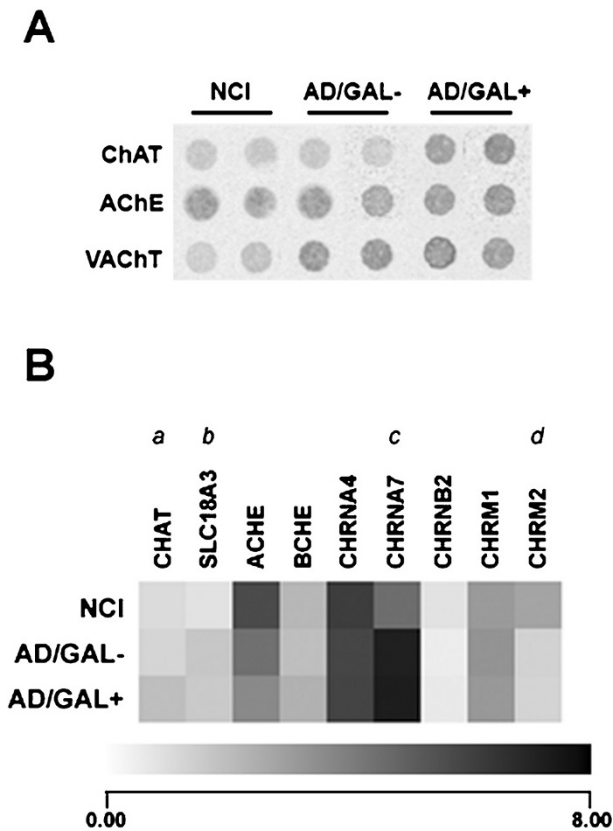 A
NCI AD/GAL- AD/GAL+
ChAT
AChE
VAChT
B
a b c d
CHAT SLC18A3 ACHE BCHE CHRNA4 CHRNA7 CHRNB2 CHRM1 CHRM2
NCI
AD/GAL-
AD/GAL+
0.00 8.00